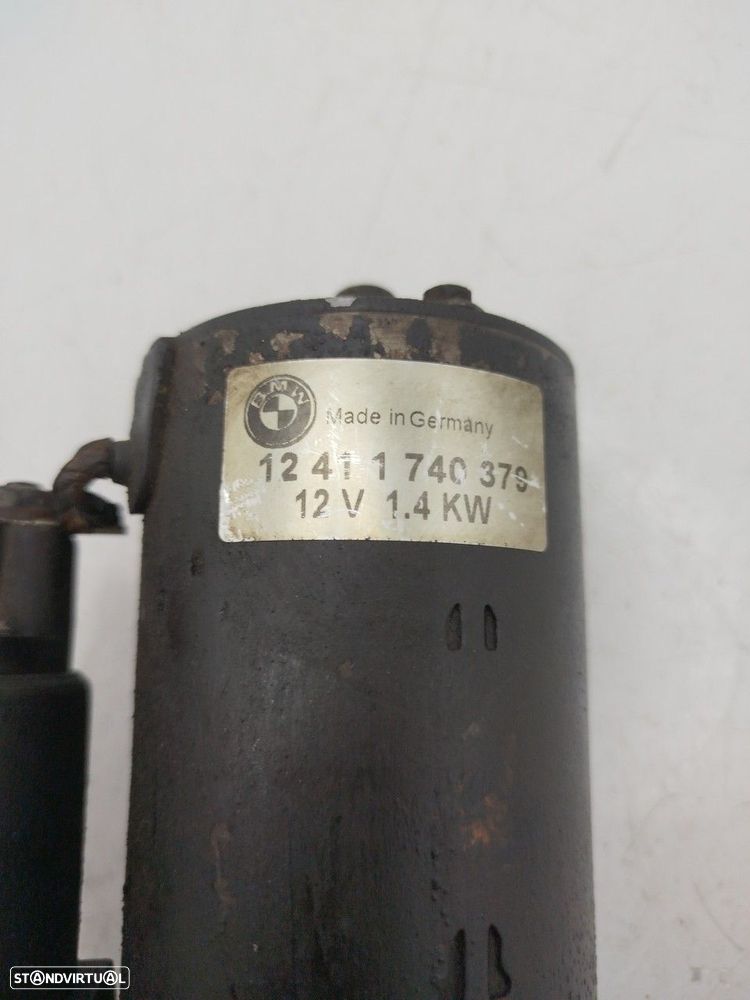 BMW
Made in Germany
12 41 1 740 379
12 V 1.4 KW
STANDVIRTUAL